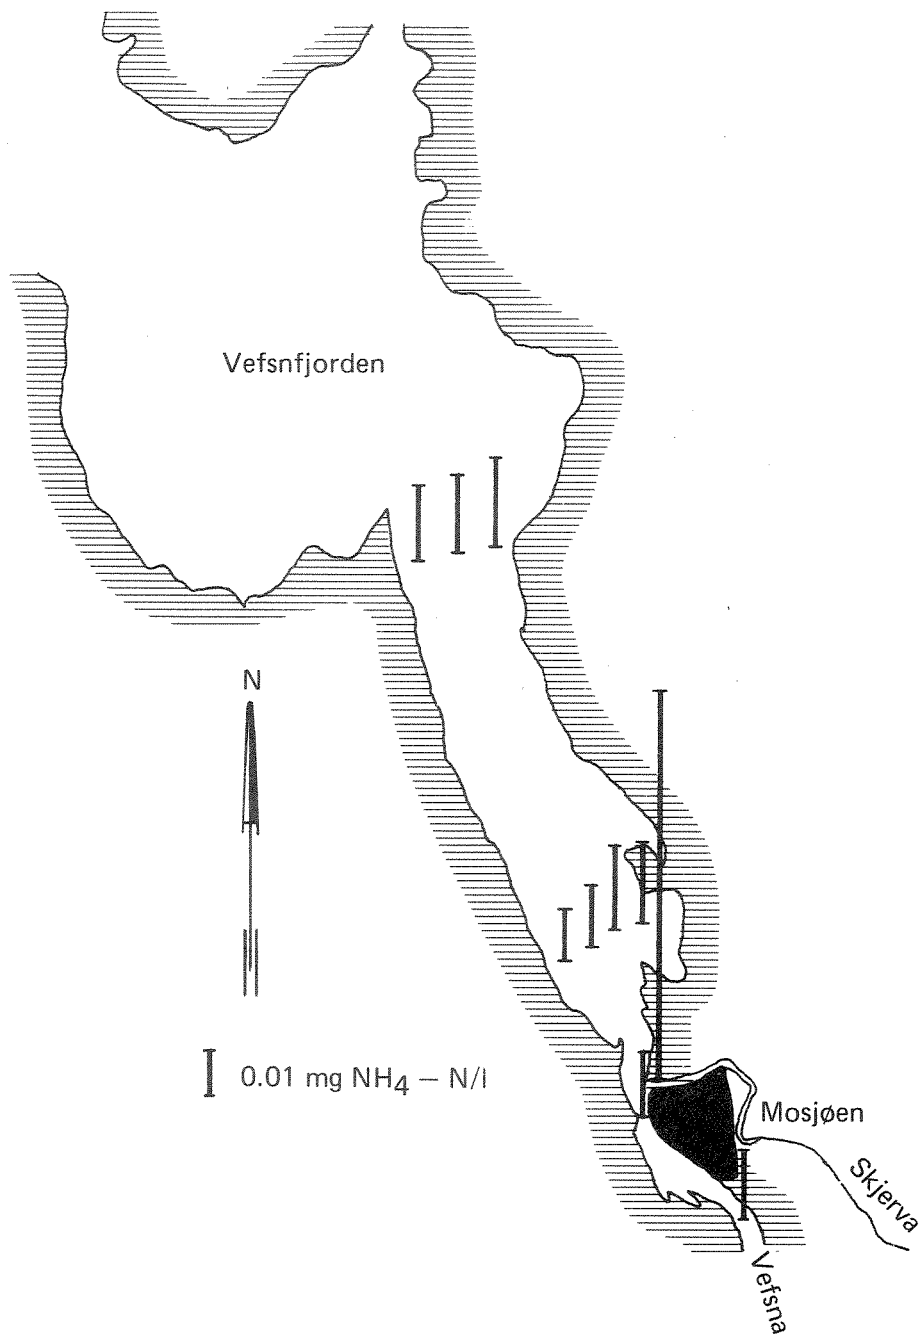 Vefsnfjorden
N
0.01 mg NH4 – N/l
Mosjøen
Skjerva
Vefsna